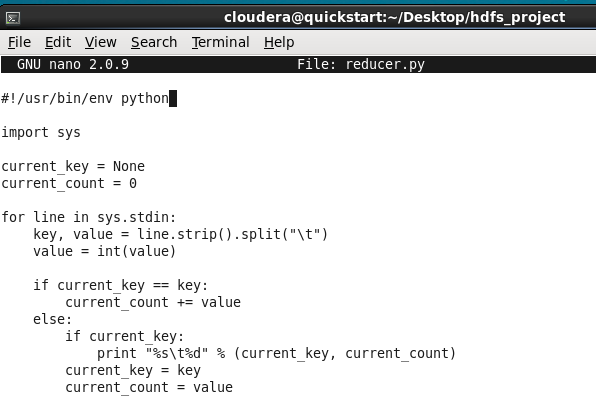 cloudera@quickstart:~/Desktop/hdfs_project
File Edit View Search Terminal Help
GNU nano 2.0.9 File: reducer.py
#!/usr/bin/env python
import sys
current_key = None
current_count = 0
for line in sys.stdin:
    key, value = line.strip().split("\t")
    value = int(value)
    if current_key == key:
        current_count += value
    else:
        if current_key:
            print "%s\t%d" % (current_key, current_count)
        current_key = key
        current_count = value